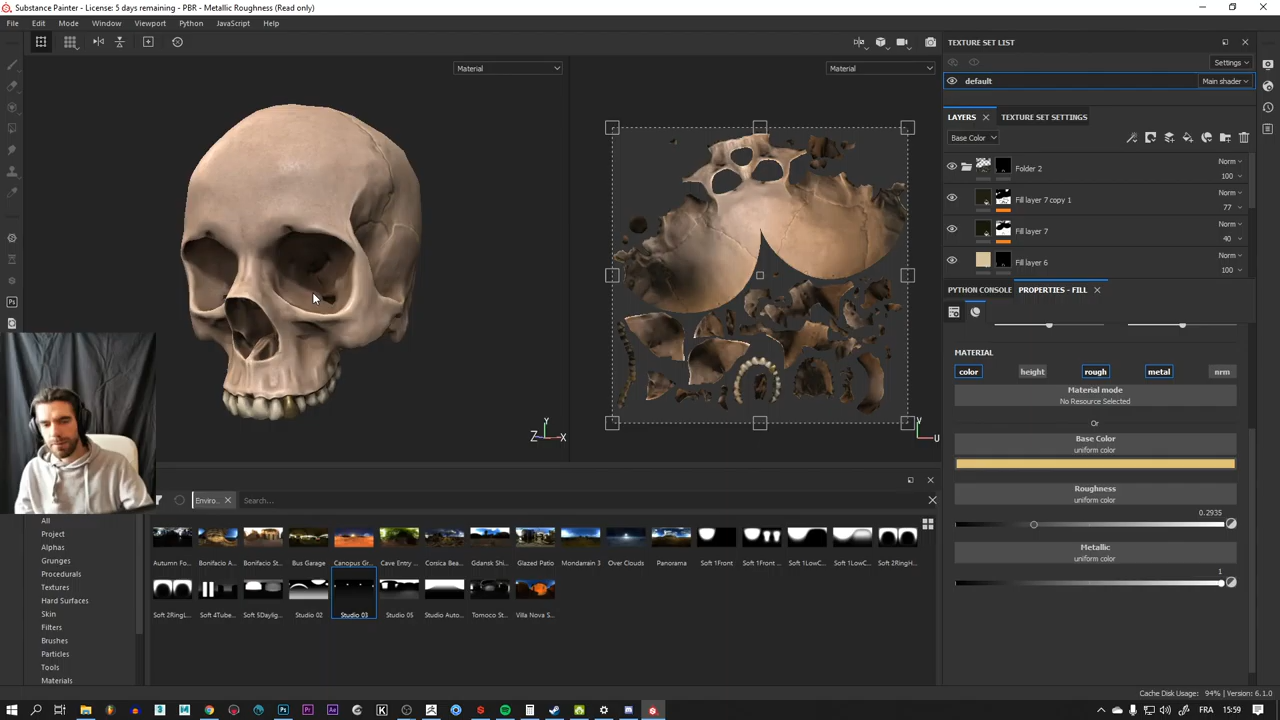 Substance Painter - License: 5 days remaining - PBR - Metallic Roughness (Read only)
File Edit Mode Window Viewport Python JavaScript Help
Material
Material
Z X Y
V U
TEXTURE SET LIST
Settings
default Main shader
LAYERS TEXTURE SET SETTINGS
Base Color
Folder 2 Norm 100
Fill layer 7 copy 1 Norm 77
Fill layer 7 Norm 40
Fill layer 6 Norm 100
PYTHON CONSOLE PROPERTIES - FILL
MATERIAL
color height rough metal nrm
Material mode
No Resource Selected
Or
Base Color
uniform color
Roughness
uniform color
0.2935
Metallic
uniform color
1
Enviro... Search...
All
Project
Alphas
Grunges
Procedurals
Textures
Hard Surfaces
Skin
Filters
Brushes
Particles
Tools
Materials
Autumn Fo... Bonifacio A... Bonifacio St... Bus Garage Canopus Gr... Cave Entry ... Corsica Bea... Gdansk Shi... Glazed Patio Mondarrain 3 Over Clouds Panorama Soft 1Front Soft 1Front ... Soft 1LowC... Soft 1LowC... Soft 2RingH...
Soft 2RingL... Soft 4Tube... Soft 5Dayli... Studio 02 Studio 03 Studio 05 Studio Auto... Tomoco St... Villa Nova S...
Cache Disk Usage: 94% | Version: 6.1.0
Ps
3 Pr Ae K
FRA 15:59